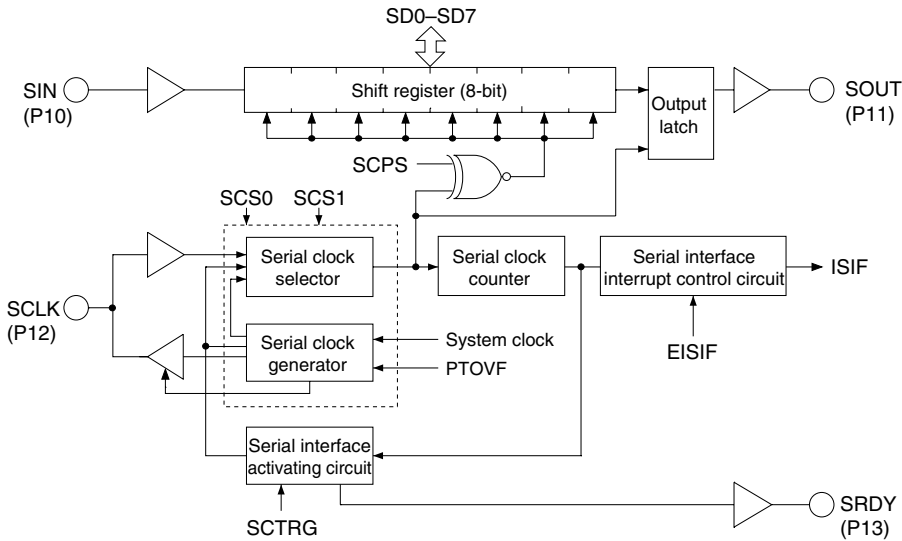 SD0–SD7
SIN
(P10)
Shift register (8-bit)
Output
latch
SOUT
(P11)
SCPS
SCS0
SCS1
Serial clock
selector
Serial clock
counter
Serial interface
interrupt control circuit
ISIF
SCLK
(P12)
Serial clock
generator
System clock
PTOVF
EISIF
Serial interface
activating circuit
SCTRG
SRDY
(P13)